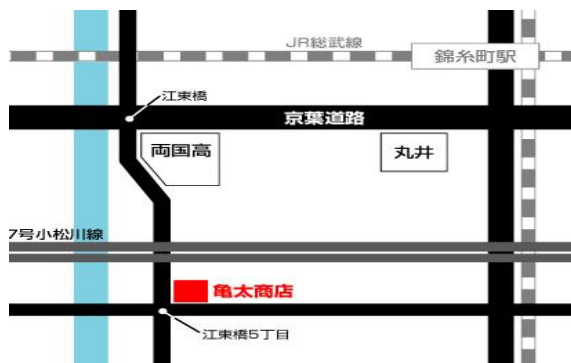 JR総武線
錦糸町駅
江東橋
京葉道路
両国高
丸井
7号小松川線
亀太商店
江東橋5丁目